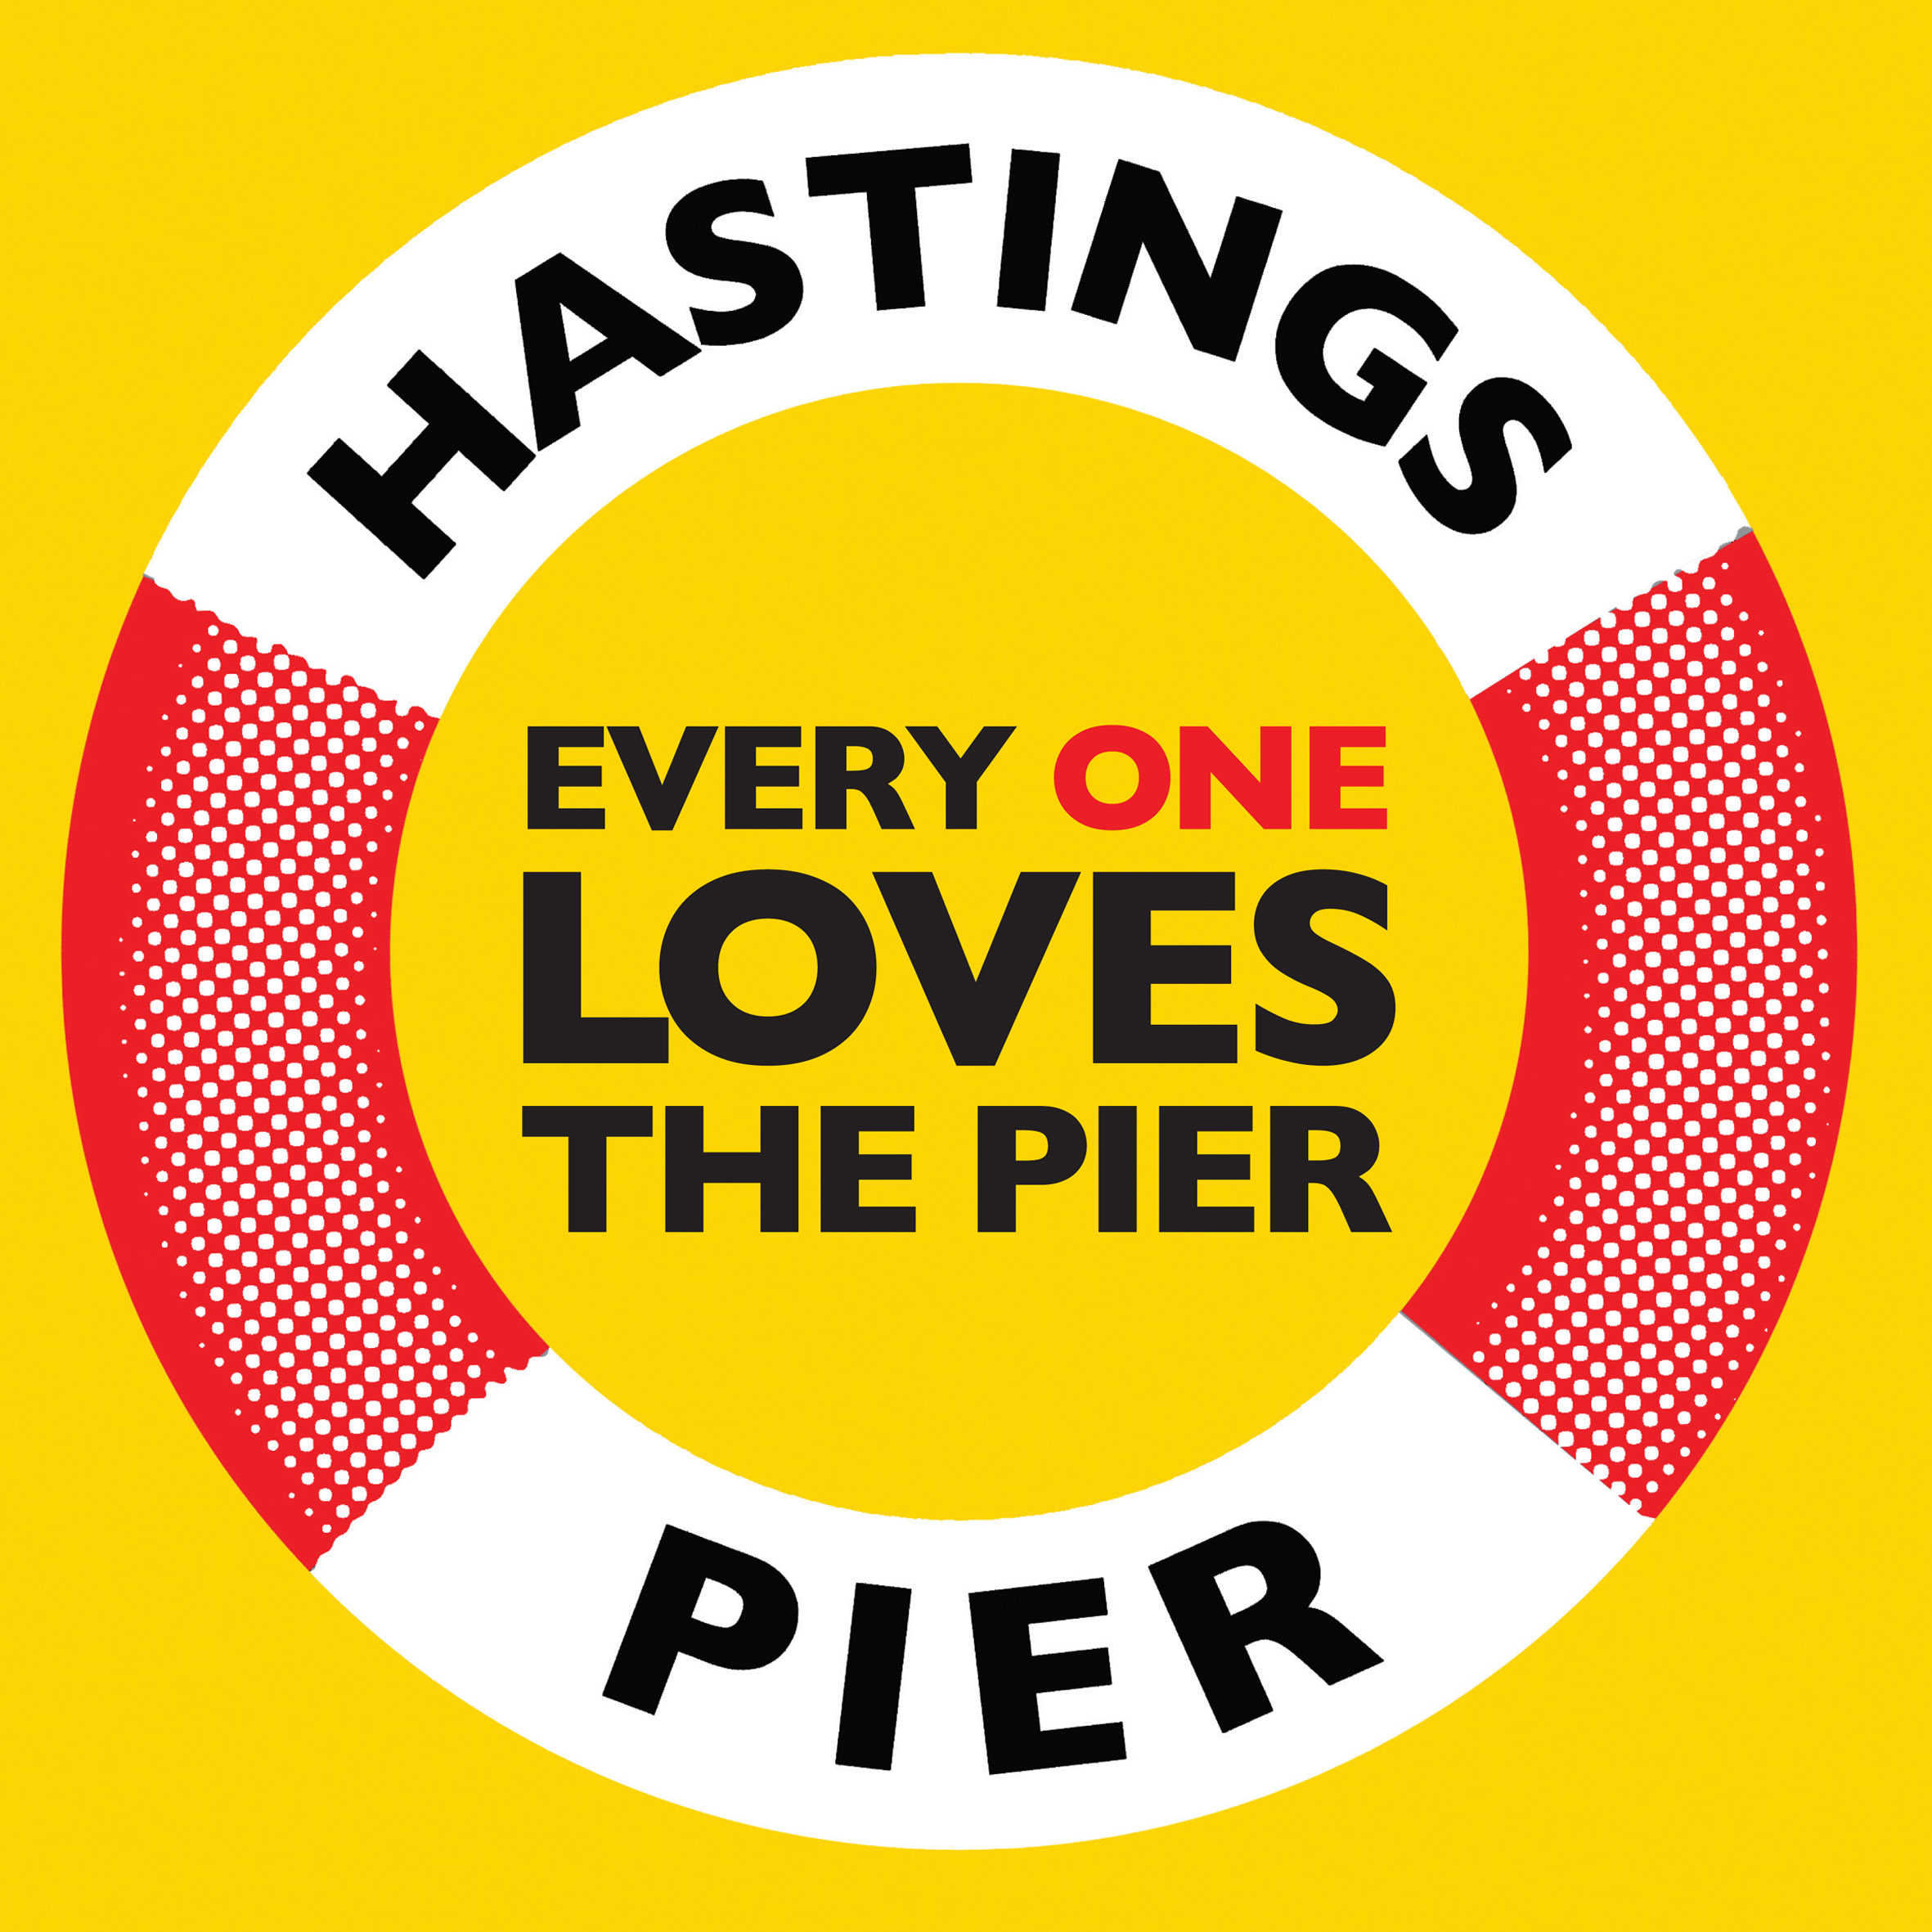 HASTINGS
EVERY ONE
LOVES
THE PIER
PIER